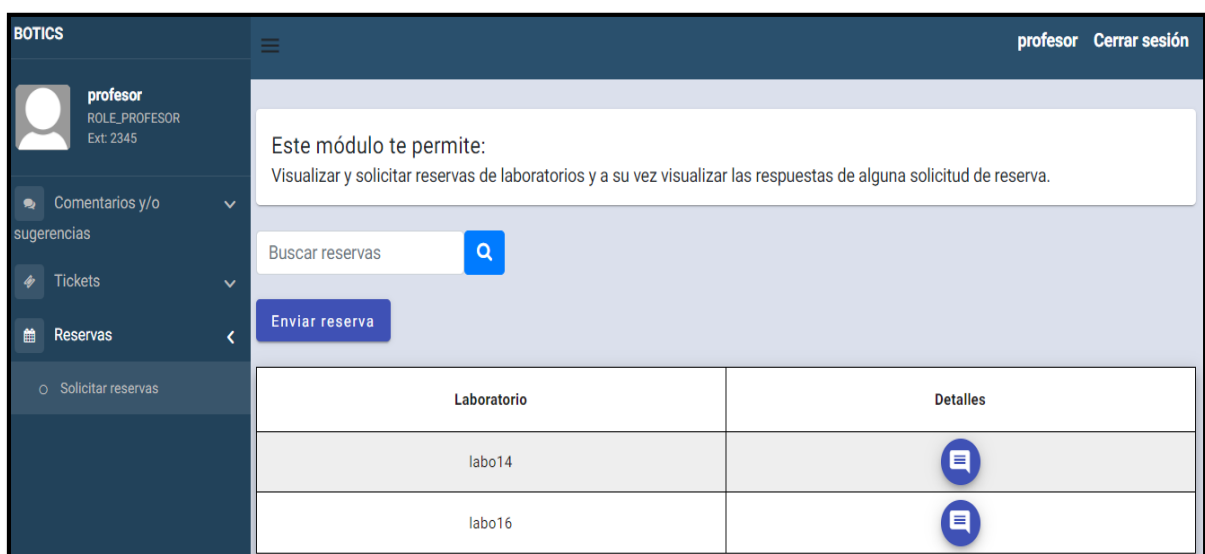 BOTICS
profesor Cerrar sesión
profesor
ROLE_PROFESOR
Ext: 2345
Comentarios y/o
sugerencias
Tickets
Reservas
Solicitar reservas
Este módulo te permite:
Visualizar y solicitar reservas de laboratorios y a su vez visualizar las respuestas de alguna solicitud de reserva.
Buscar reservas
Enviar reserva
Laboratorio Detalles
labo14
labo16